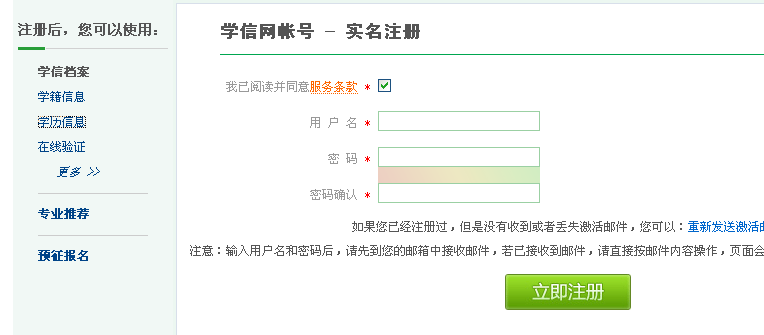 注册后，您可以使用：
学信档案
学籍信息
学历信息
在线验证
更多 >>
专业推荐
预征报名
学信网帐号 - 实名注册
我已阅读并同意服务条款 *
用 户 名 *
密 码 *
密码确认 *
如果您已经注册过，但是没有收到或者丢失激活邮件，您可以：重新发送激活
注意：输入用户名和密码后，请先到您的邮箱中接收邮件，若已接收到邮件，请直接按邮件内容操作，页面会
立即注册